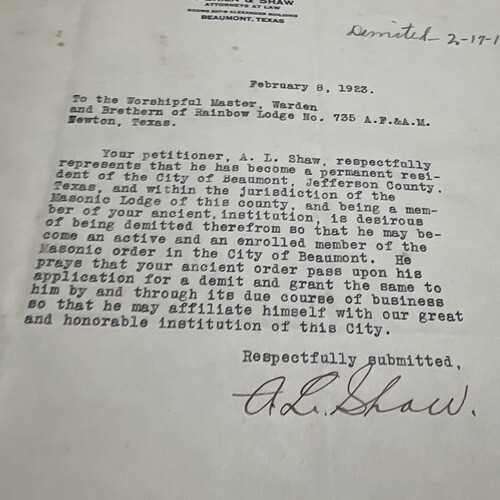 & SHAW
ATTORNEYS AT LAW
ROOMS 207-8 ALEXANDER BUILDING
BEAUMONT, TEXAS
Demitted 2-17-1
February 8, 1923.
To the Worshipful Master, Warden
and Brethern of Rainbow Lodge No. 735 A.F.&A.M.
Newton, Texas.
Your petitioner, A. L. Shaw, respectfully
represents that he has become a permanent resi-
dent of the City of Beaumont, Jefferson County,
Texas, and within the jurisdiction of the
Masonic Lodge of this county, and being a mem-
ber of your ancient institution, is desirous
of being demitted therefrom so that he may be-
come an active and an enrolled member of the
Masonic order in the City of Beaumont. He
prays that your ancient order pass upon his
application for a demit and grant the same to
him by and through its due course of business
so that he may affiliate himself with our great
and honorable institution of this City.
Respectfully submitted,
A. L. Shaw.